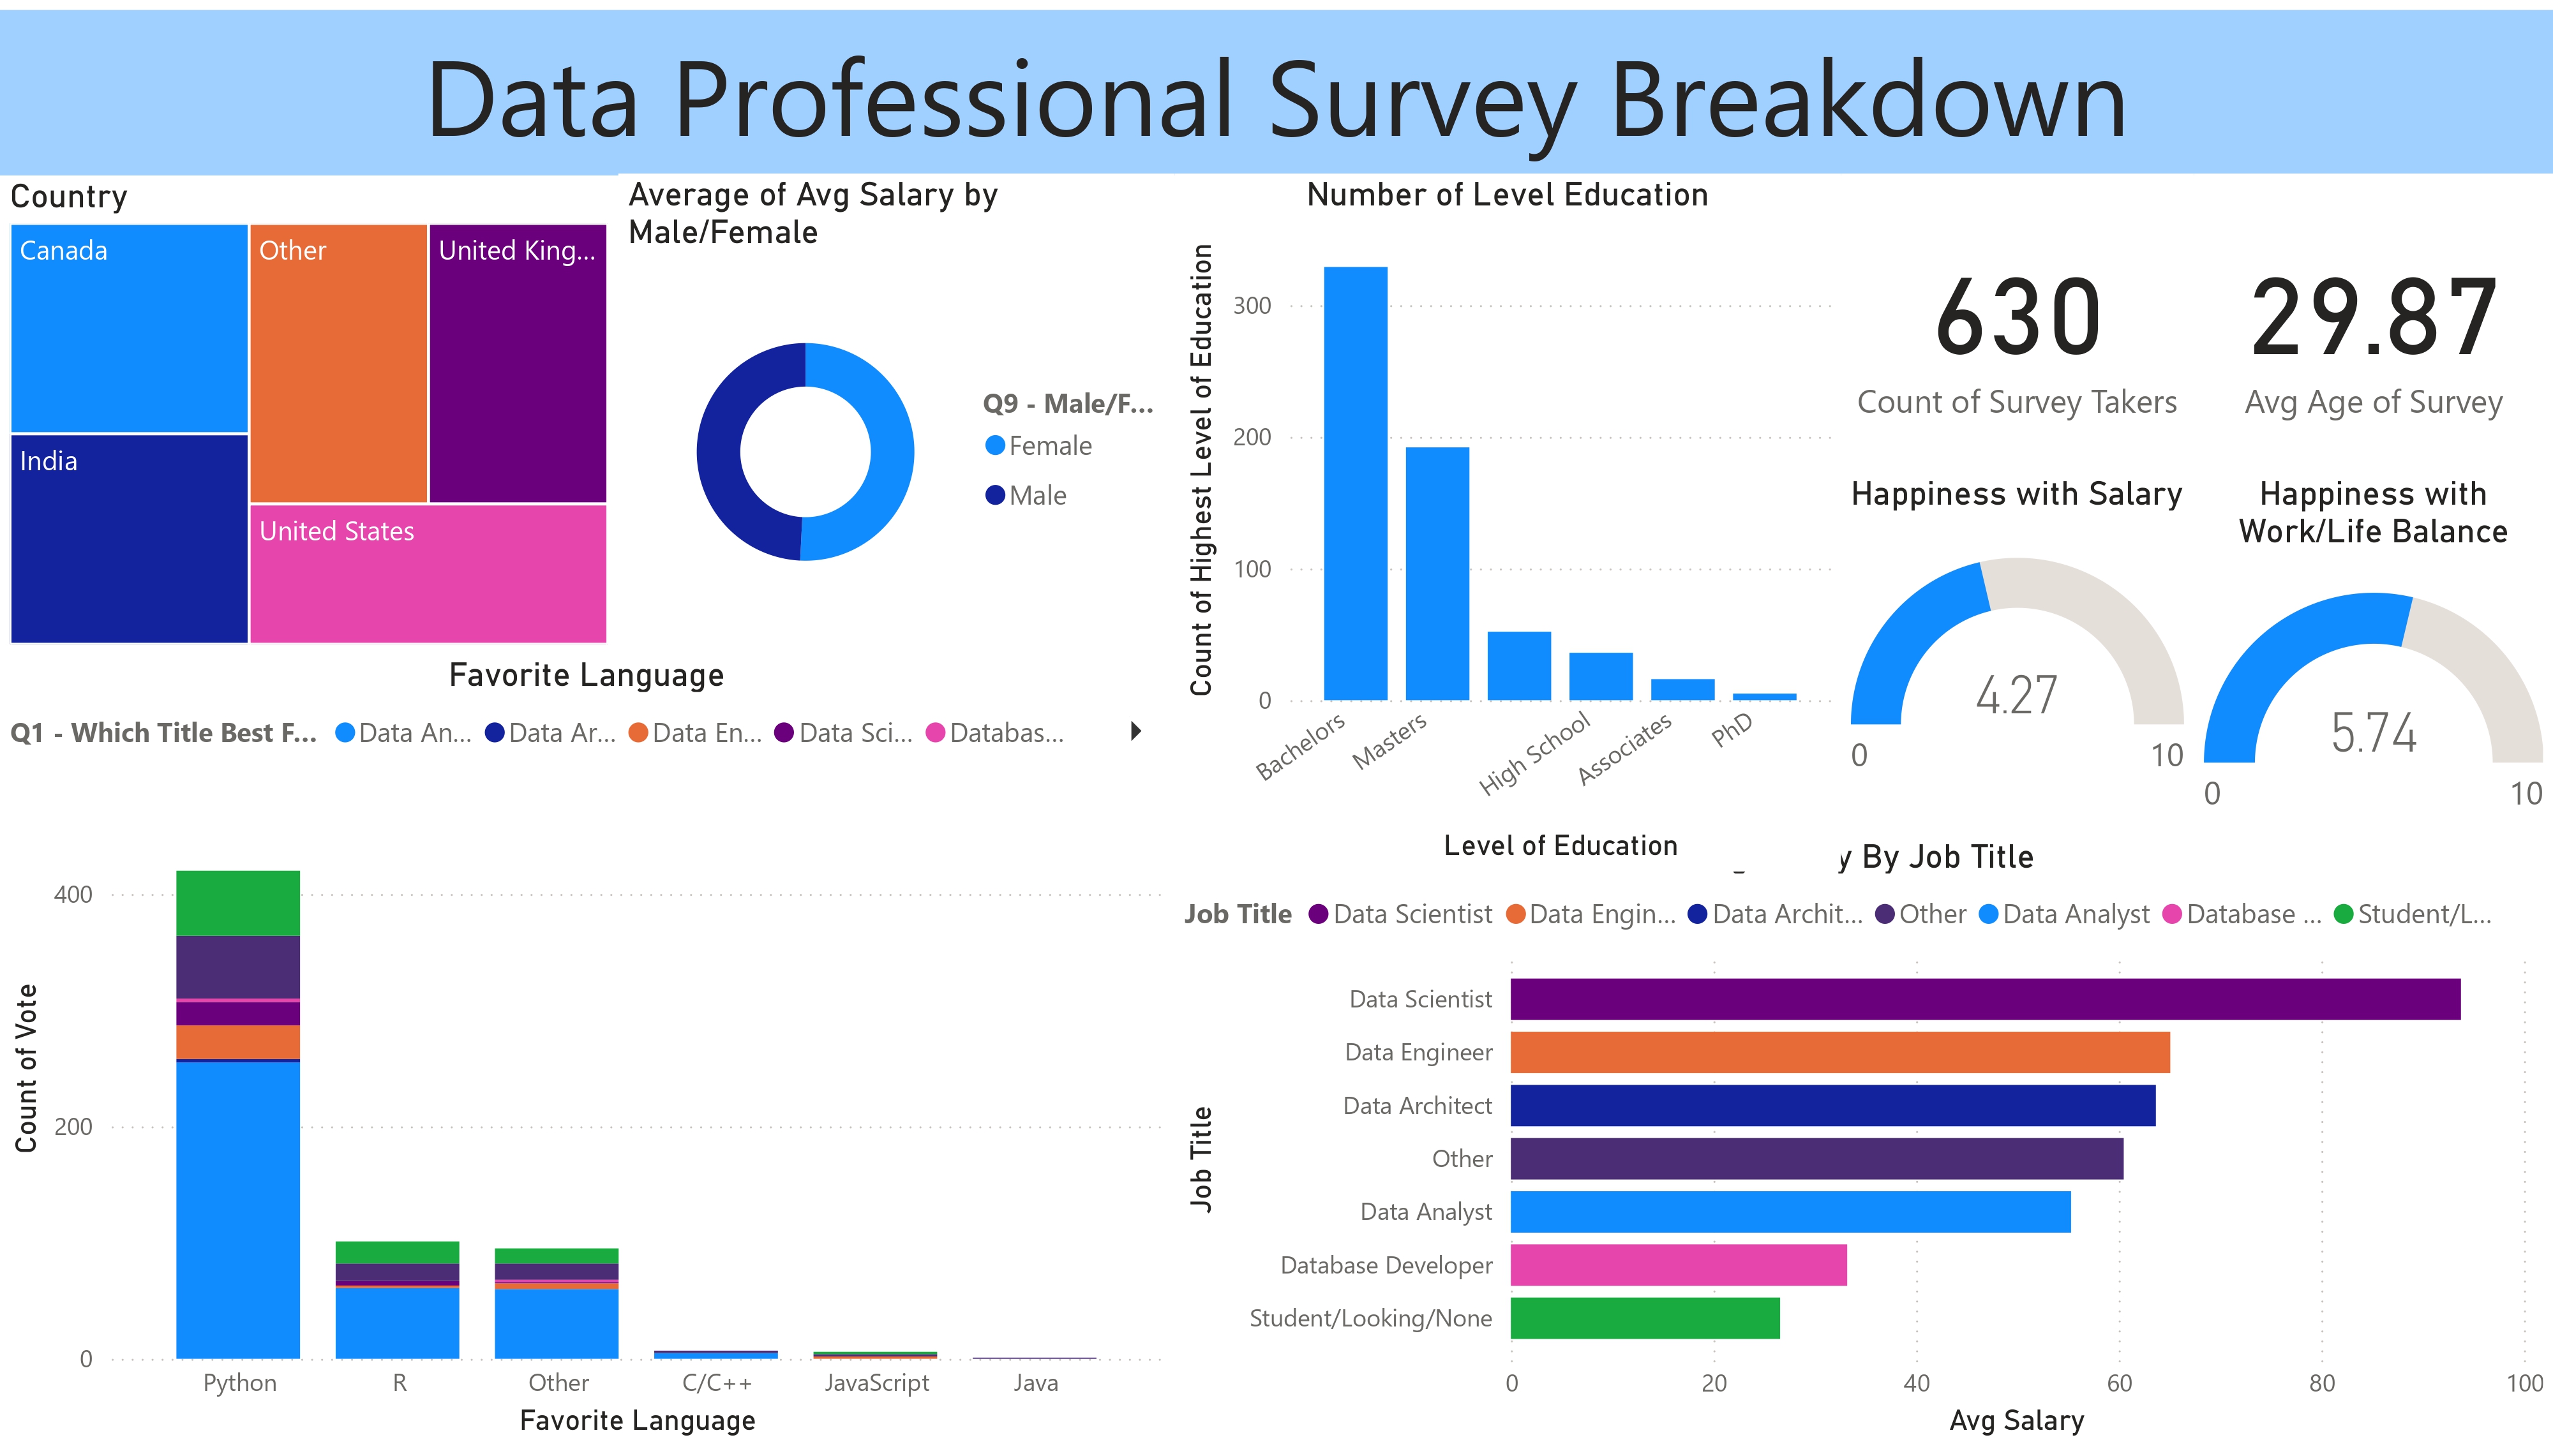 Data Professional Survey Breakdown
Country
Canada
Other
United King...
India
United States
Average of Avg Salary by
Male/Female
Q9 - Male/F...
Female
Male
Number of Level Education
Count of Highest Level of Education
300
200
100
0
Bachelors
Masters
High School
Associates
PhD
Level of Education
630
Count of Survey Takers
29.87
Avg Age of Survey
Happiness with Salary
4.27
0
10
Happiness with
Work/Life Balance
5.74
0
10
Favorite Language
Q1 - Which Title Best F...
Data An...
Data Ar...
Data En...
Data Sci...
Databas...
Count of Vote
400
200
0
Python
R
Other
C/C++
JavaScript
Java
Favorite Language
By Job Title
Job Title
Data Scientist
Data Engin...
Data Archit...
Other
Data Analyst
Database ...
Student/L...
Job Title
Data Scientist
Data Engineer
Data Architect
Other
Data Analyst
Database Developer
Student/Looking/None
0
20
40
60
80
100
Avg Salary